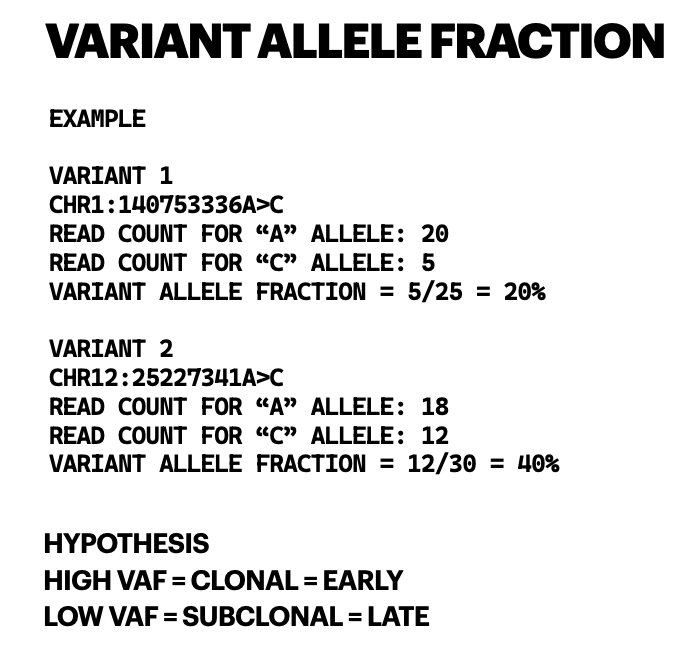 VARIANT ALLELE FRACTION
EXAMPLE
VARIANT 1
CHR1:140753336A>C
READ COUNT FOR “A” ALLELE: 20
READ COUNT FOR “C” ALLELE: 5
VARIANT ALLELE FRACTION = 5/25 = 20%
VARIANT 2
CHR12:25227341A>C
READ COUNT FOR “A” ALLELE: 18
READ COUNT FOR “C” ALLELE: 12
VARIANT ALLELE FRACTION = 12/30 = 40%
HYPOTHESIS
HIGH VAF = CLONAL = EARLY
LOW VAF = SUBCLONAL = LATE